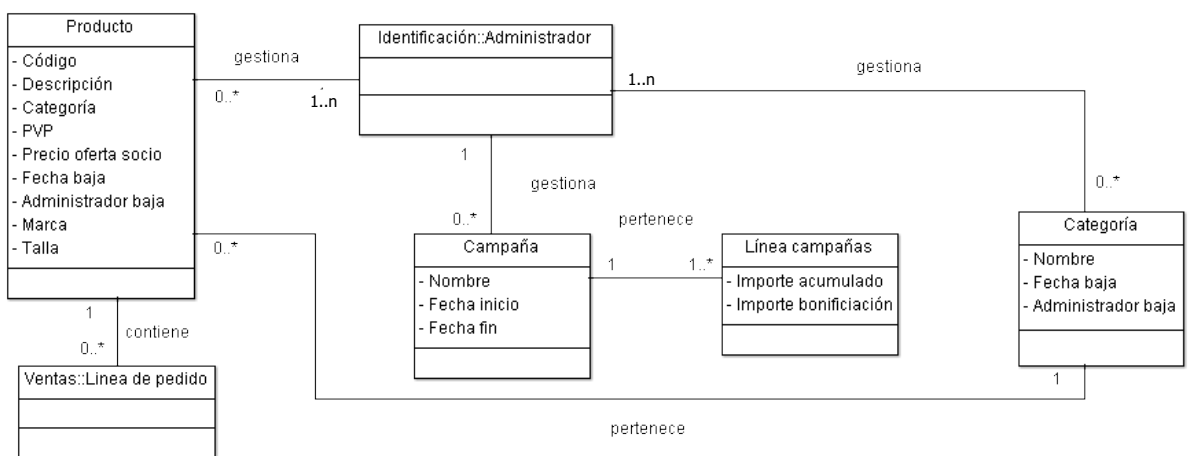 Producto
- Código
- Descripción
- Categoría
- PVP
- Precio oferta socio
- Fecha baja
- Administrador baja
- Marca
- Talla
gestiona
0..*
1..n
Identificación::Administrador
1..n
gestiona
0..*
1
gestiona
0..*
Campaña
- Nombre
- Fecha inicio
- Fecha fin
pertenece
1
1..*
Línea campañas
- Importe acumulado
- Importe bonificiación
Categoría
- Nombre
- Fecha baja
- Administrador baja
0..*
1
pertenece
1
contiene
0..*
Ventas::Linea de pedido